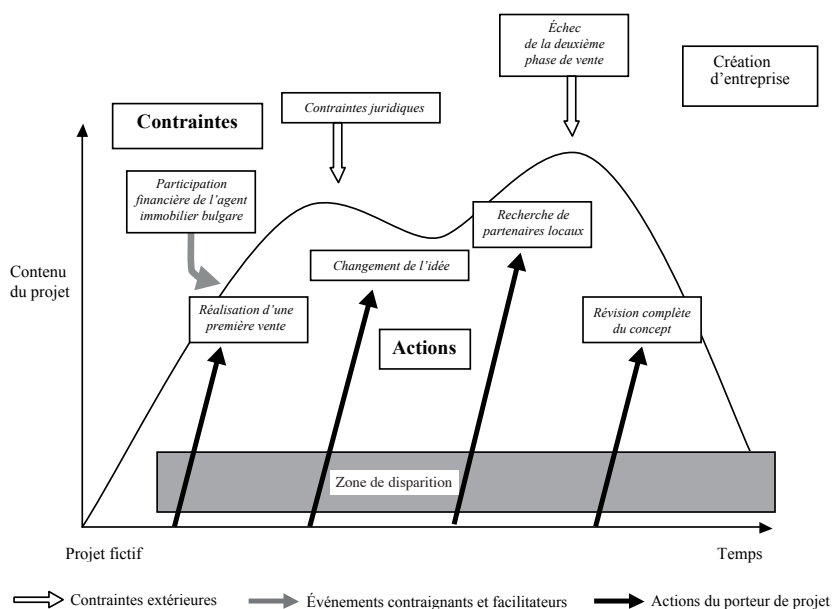 Échec
de la deuxième
phase de vente
Création
d'entreprise
Contraintes juridiques
Contraintes
Participation
financière de l'agent
immobilier bulgare
Recherche de
partenaires locaux
Contenu
du projet
Changement de l'idée
Réalisation d'une
première vente
Révision complète
du concept
Actions
Zone de disparition
Projet fictif
Temps
Contraintes extérieures
Événements contraignants et facilitateurs
Actions du porteur de projet